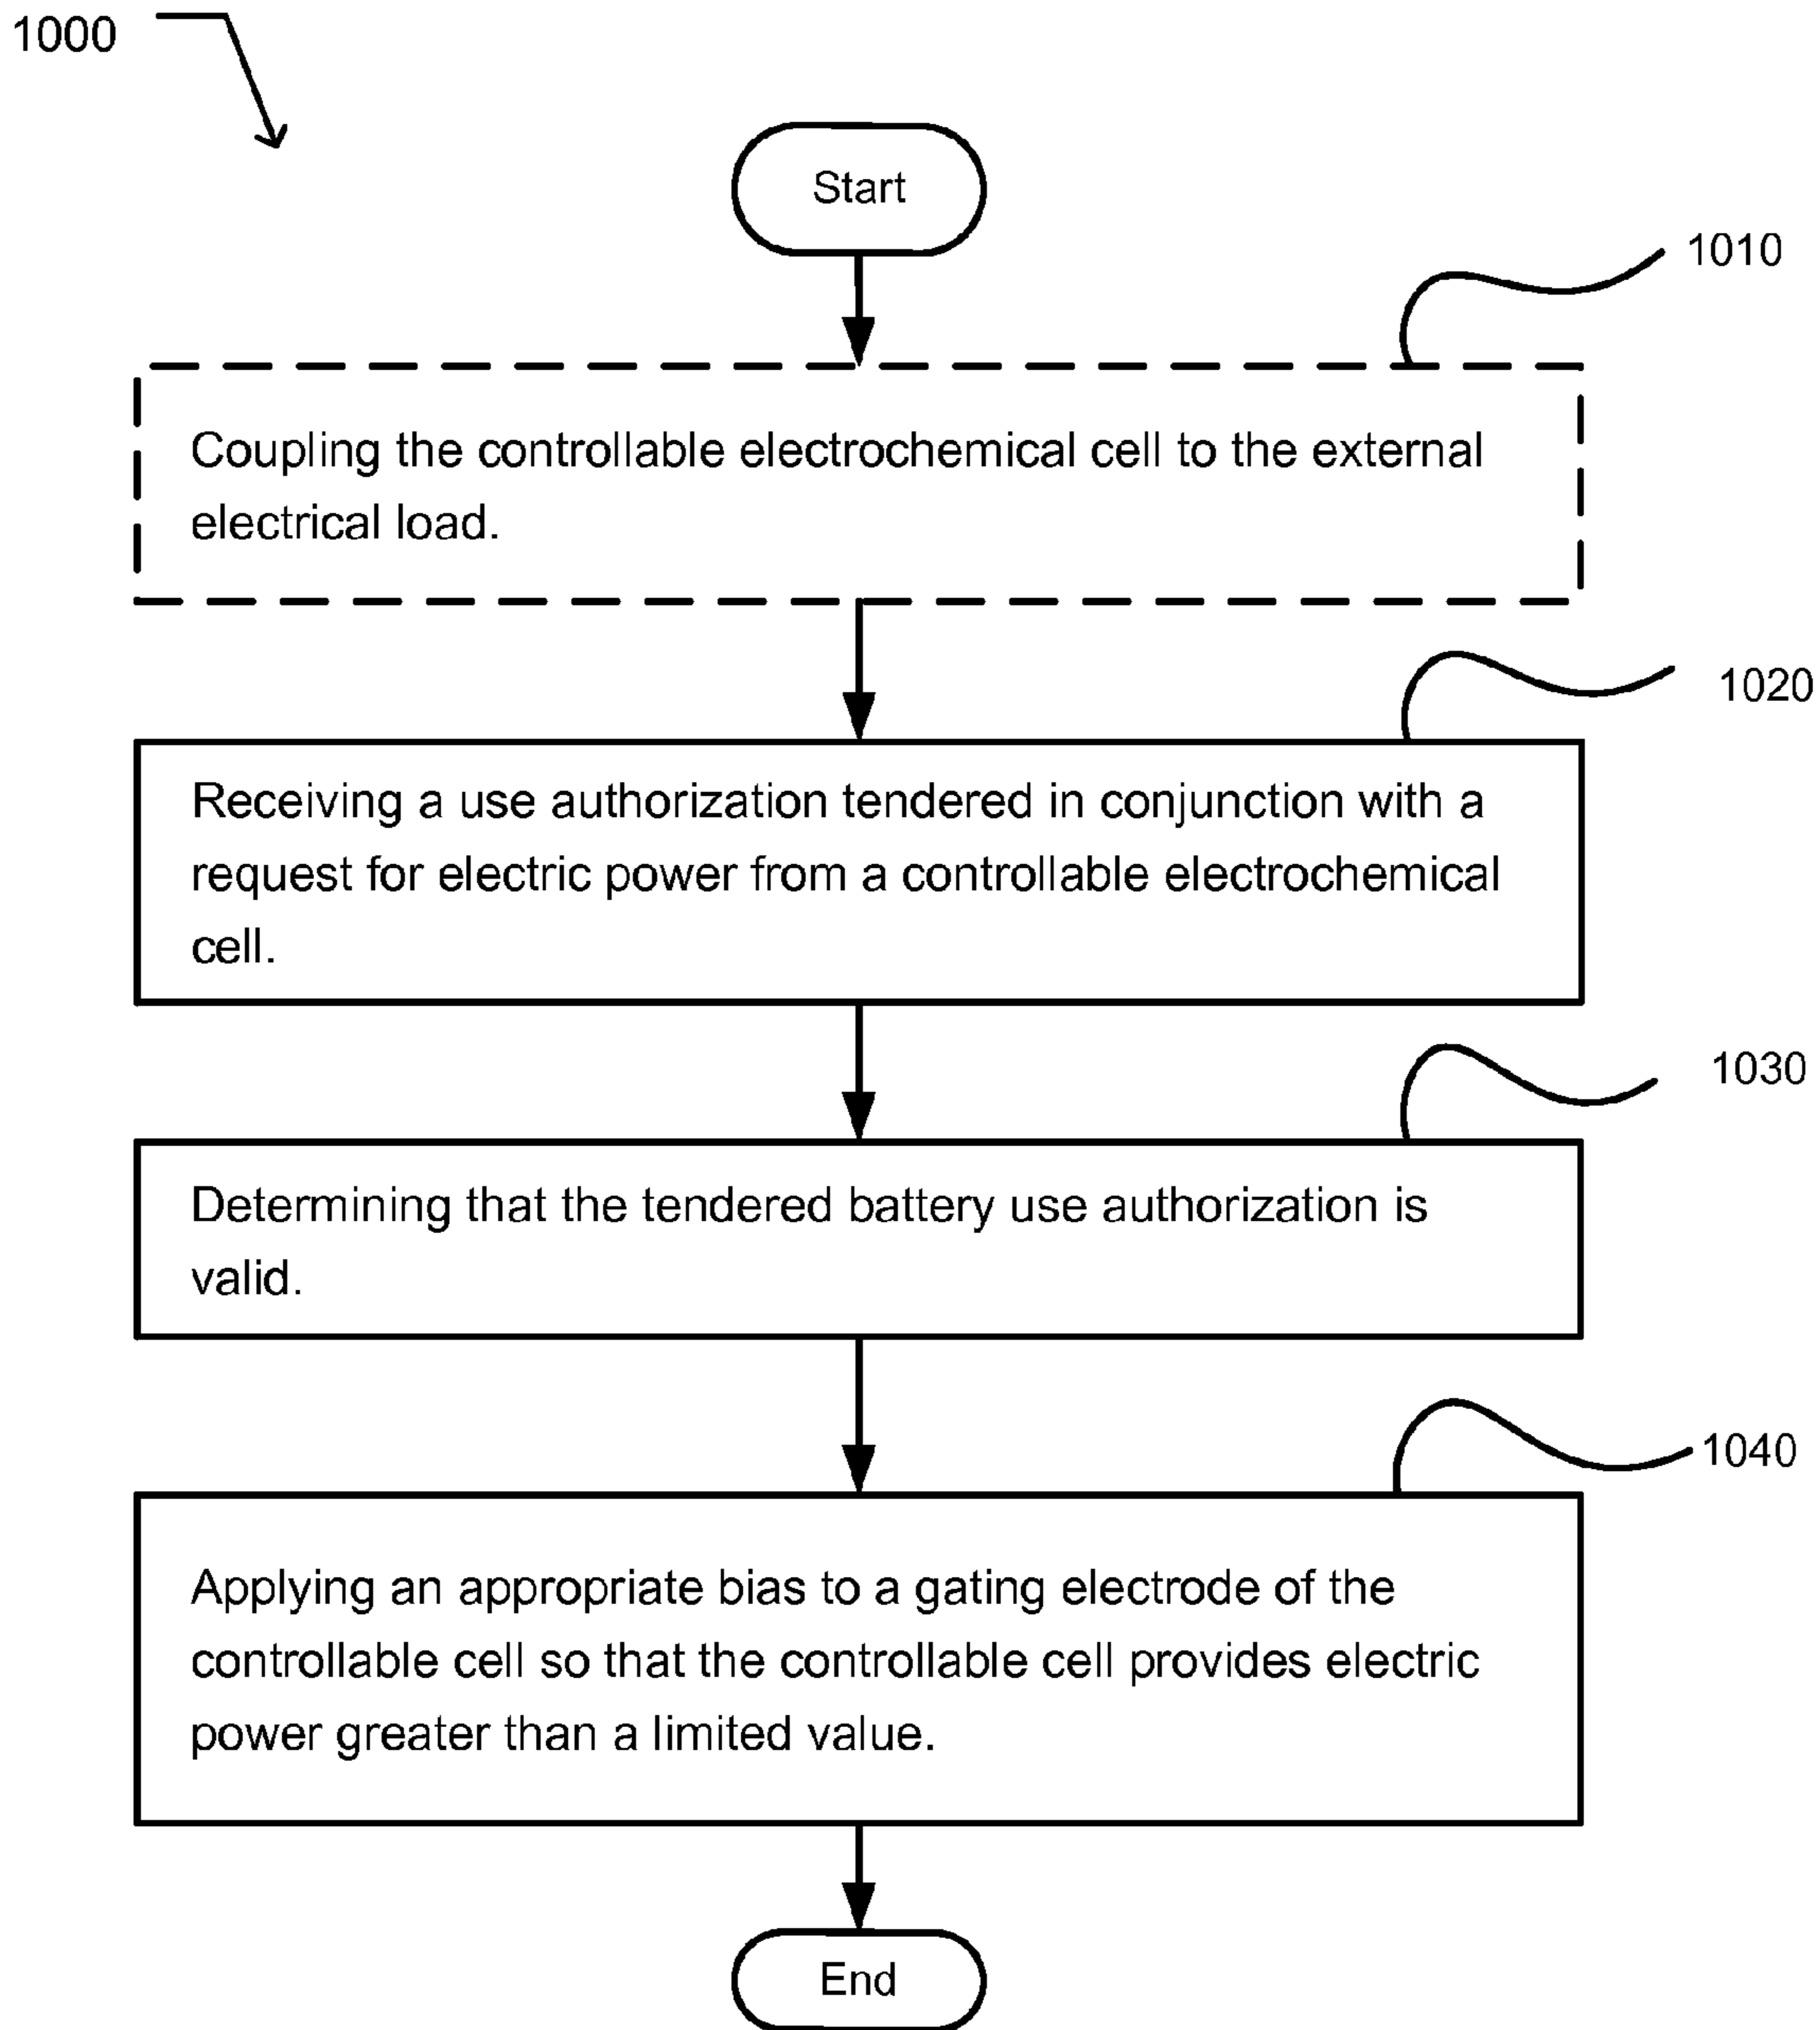 1000
Start
1010
Coupling the controllable electrochemical cell to the external
electrical load.
1020
Receiving a use authorization tendered in conjunction with a
request for electric power from a controllable electrochemical
cell.
1030
Determining that the tendered battery use authorization is
valid.
1040
Applying an appropriate bias to a gating electrode of the
controllable cell so that the controllable cell provides electric
power greater than a limited value.
End